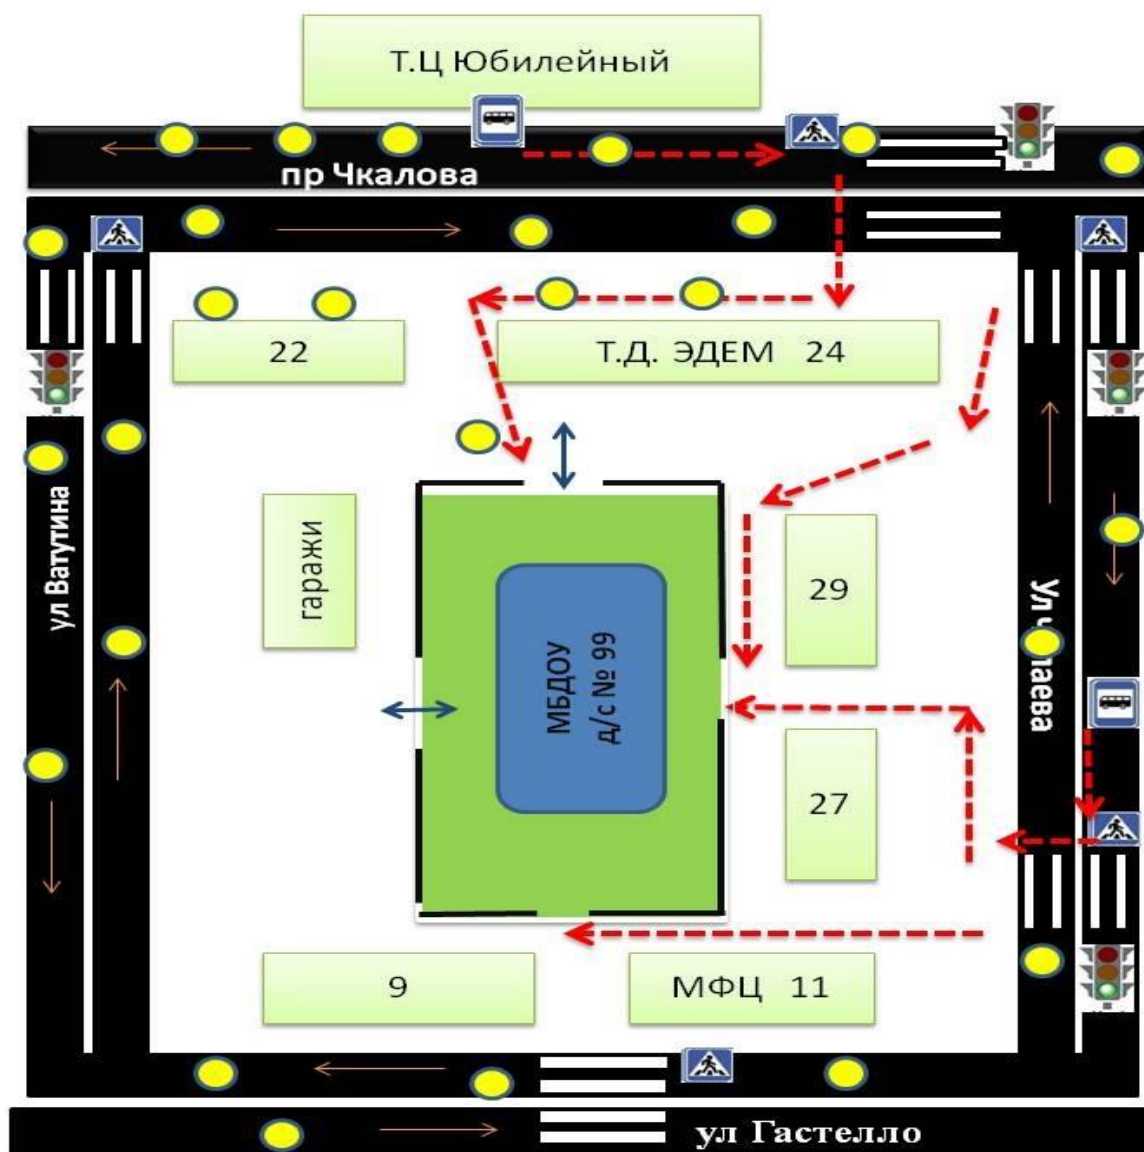 Т.Ц Юбилейный
пр Чкалова
22
Т.Д. ЭДЕМ 24
ул Ватутина
гаражи
МБДОУ
д/с № 99
29
27
9
МФЦ 11
ул Гастелло